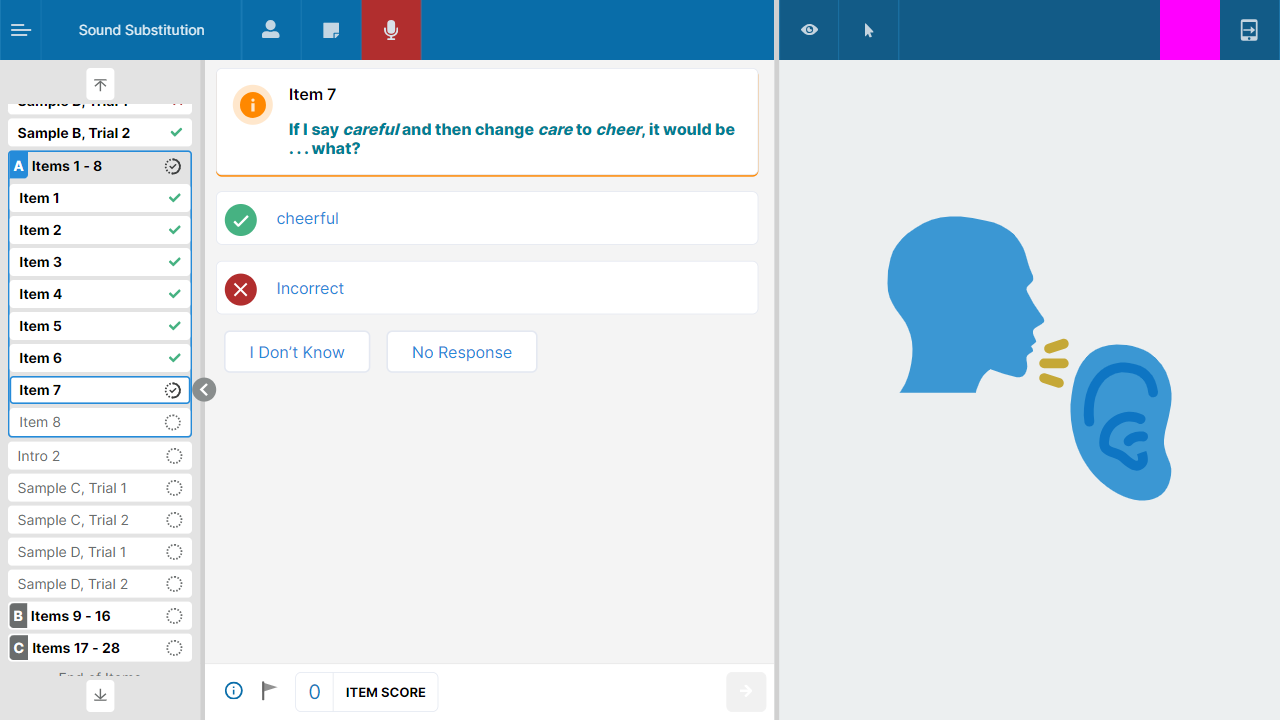 Sound Substitution
Sample B, Trial 2
A Items 1 - 8
Item 1
Item 2
Item 3
Item 4
Item 5
Item 6
Item 7
Item 8
Intro 2
Sample C, Trial 1
Sample C, Trial 2
Sample D, Trial 1
Sample D, Trial 2
B Items 9 - 16
C Items 17 - 28
End of Items
Item 7
If I say careful and then change care to cheer, it would be
. . . what?
cheerful
Incorrect
I Don’t Know
No Response
0 ITEM SCORE